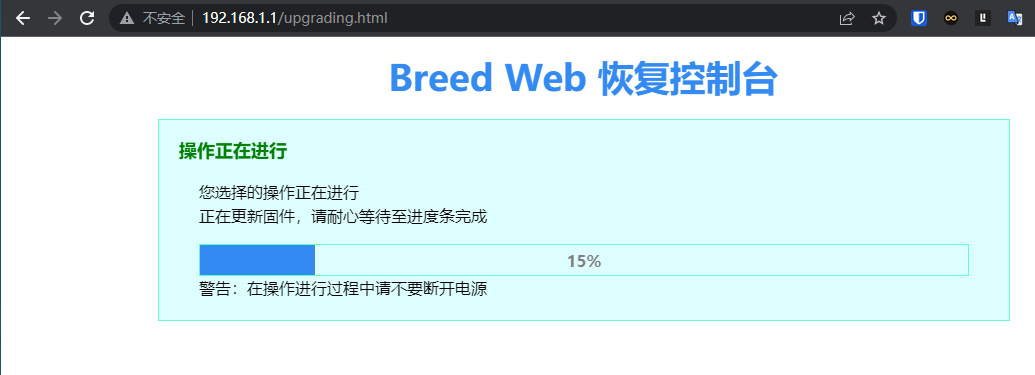 不安全 192.168.1.1/upgrading.html
Breed Web 恢复控制台
操作正在进行
您选择的操作正在进行
正在更新固件，请耐心等待至进度条完成
15%
警告：在操作进行过程中请不要断开电源